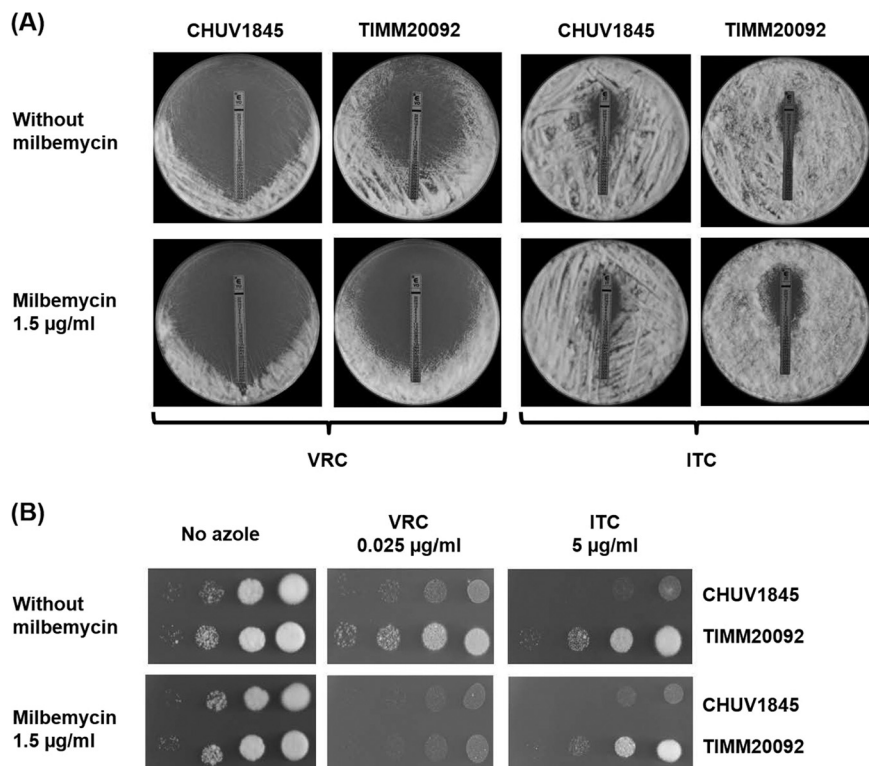 (A)
CHUV1845 TIMM20092 CHUV1845 TIMM20092
Without
milbemycin
Milbemycin
1.5 µg/ml
VRC ITC
(B)
No azole VRC ITC
0.025 µg/ml 5 µg/ml
Without
milbemycin
CHUV1845
TIMM20092
Milbemycin
1.5 µg/ml
CHUV1845
TIMM20092